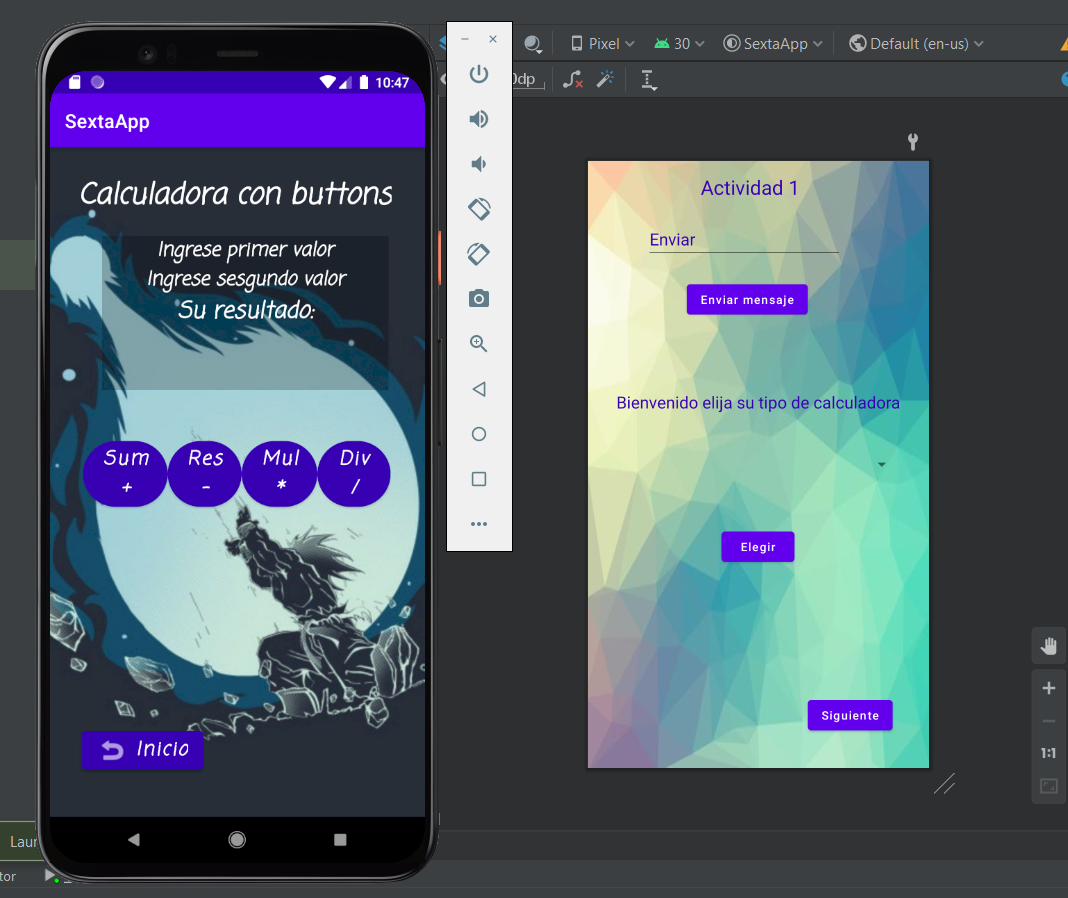 10:47
SextaApp
Calculadora con buttons
Ingrese primer valor
Ingrese sesgundo valor
Su resultado:
Sum
+
Res
-
Mul
*
Div
/
Inicio
Pixel
30
SextaApp
Default (en-us)
0dp
Actividad 1
Enviar
Enviar mensaje
Bienvenido elija su tipo de calculadora
Elegir
Siguiente
1:1
Laun
tor